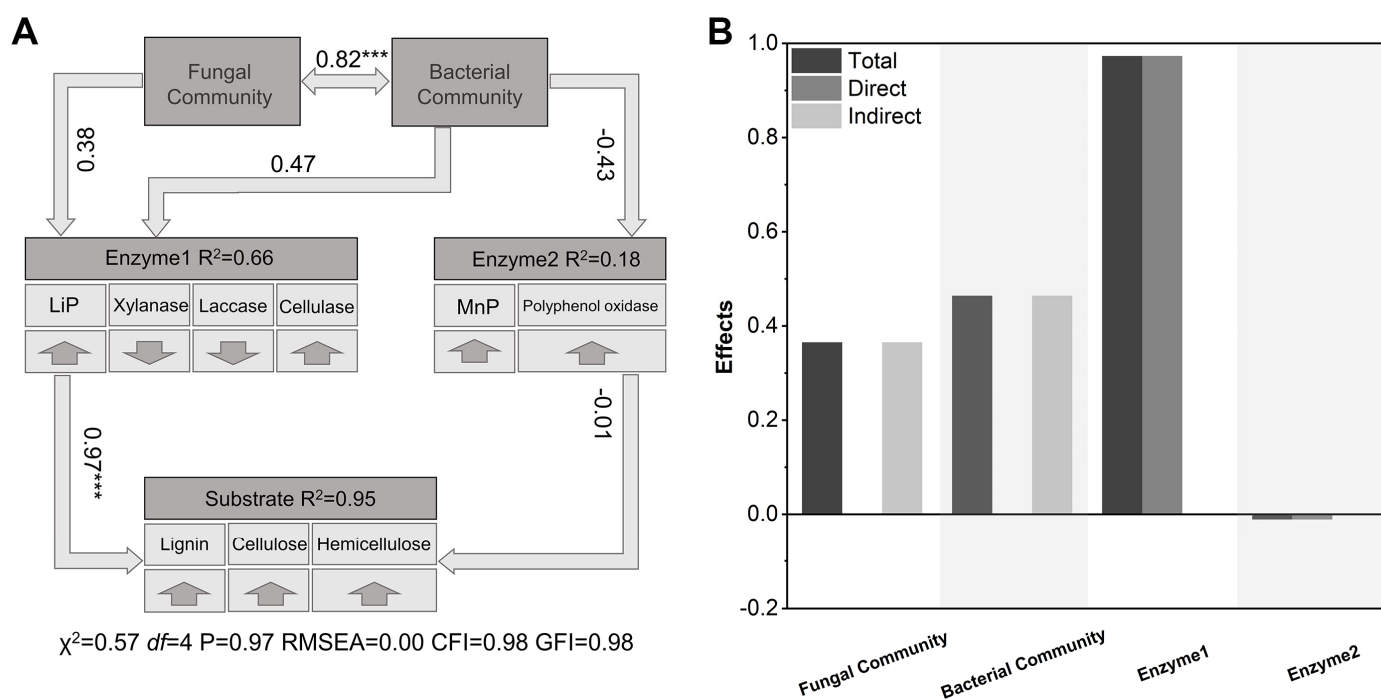 A
Fungal
Community
0.82***
Bacterial
Community
0.38
0.47
-0.43
Enzyme1 R²=0.66
LiP
Xylanase
Laccase
Cellulase
Enzyme2 R²=0.18
MnP
Polyphenol oxidase
0.97***
-0.01
Substrate R²=0.95
Lignin
Cellulose
Hemicellulose
χ²=0.57 df=4 P=0.97 RMSEA=0.00 CFI=0.98 GFI=0.98
B
Total
Direct
Indirect
Effects
1.0
0.8
0.6
0.4
0.2
0.0
-0.2
Fungal Community
Bacterial Community
Enzyme1
Enzyme2